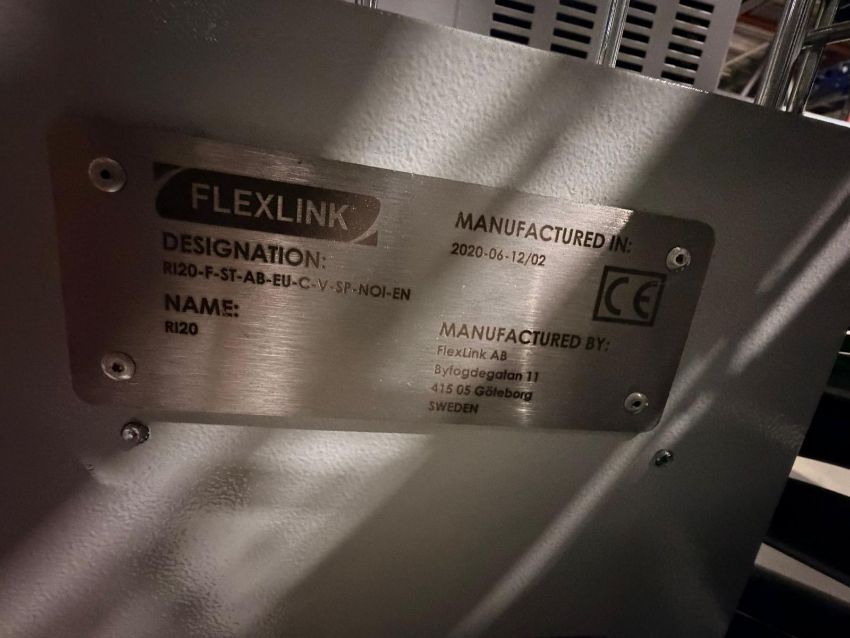 FLEXLINK
DESIGNATION:
RI20-F-ST-AB-EU-C-V-SP-NOI-EN
NAME:
RI20
MANUFACTURED IN:
2020-06-12/02
CE
MANUFACTURED BY:
FlexLink AB
Byfogdegatan 11
415 05 Göteborg
SWEDEN